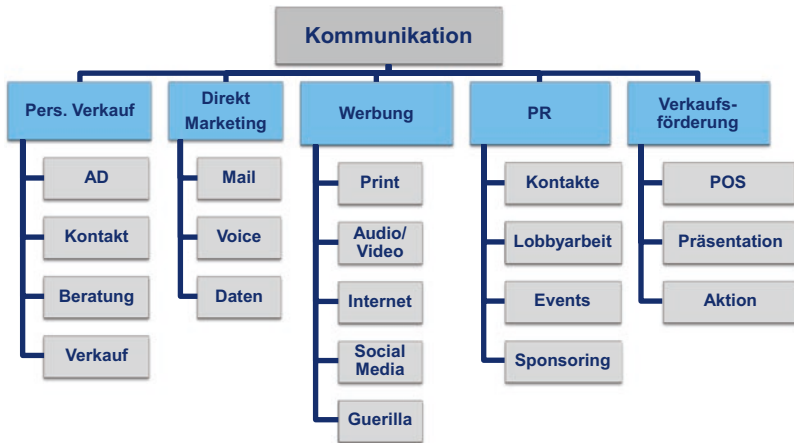 Kommunikation
Pers. Verkauf
AD
Kontakt
Beratung
Verkauf
Direkt
Marketing
Mail
Voice
Daten
Werbung
Print
Audio/
Video
Internet
Social
Media
Guerilla
PR
Kontakte
Lobbyarbeit
Events
Sponsoring
Verkaufs-
förderung
POS
Präsentation
Aktion